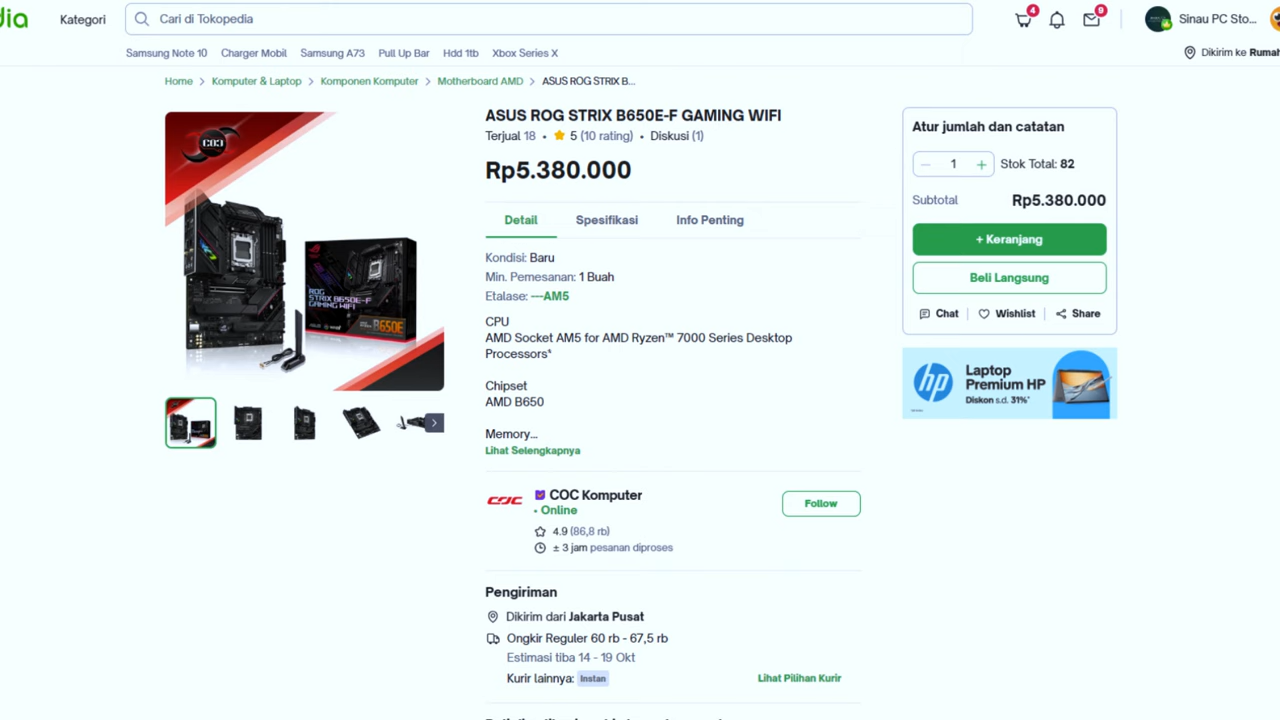 dia
Kategori
Cari di Tokopedia
4
9
Sinau PC Sto...
Samsung Note 10 Charger Mobil Samsung A73 Pull Up Bar Hdd 1tb Xbox Series X
Dikirim ke Rumah
Home > Komputer & Laptop > Komponen Komputer > Motherboard AMD > ASUS ROG STRIX B...
ASUS ROG STRIX B650E-F GAMING WIFI
Terjual 18 • 5 (10 rating) • Diskusi (1)
Rp5.380.000
Detail Spesifikasi Info Penting
Kondisi: Baru
Min. Pemesanan: 1 Buah
Etalase: ---AM5
CPU
AMD Socket AM5 for AMD Ryzen™ 7000 Series Desktop
Processors*
Chipset
AMD B650
Memory...
Lihat Selengkapnya
ROG
STRIX B650E-F
GAMING WIFI
B650E
COC Komputer
• Online
4.9 (86,8 rb)
± 3 jam pesanan diproses
Follow
Pengiriman
Dikirim dari Jakarta Pusat
Ongkir Reguler 60 rb - 67,5 rb
Estimasi tiba 14 - 19 Okt
Kurir lainnya: Instan
Lihat Pilihan Kurir
Atur jumlah dan catatan
− 1 + Stok Total: 82
Subtotal Rp5.380.000
+ Keranjang
Beli Langsung
Chat Wishlist Share
hp
Laptop
Premium HP
Diskon s.d. 31%*